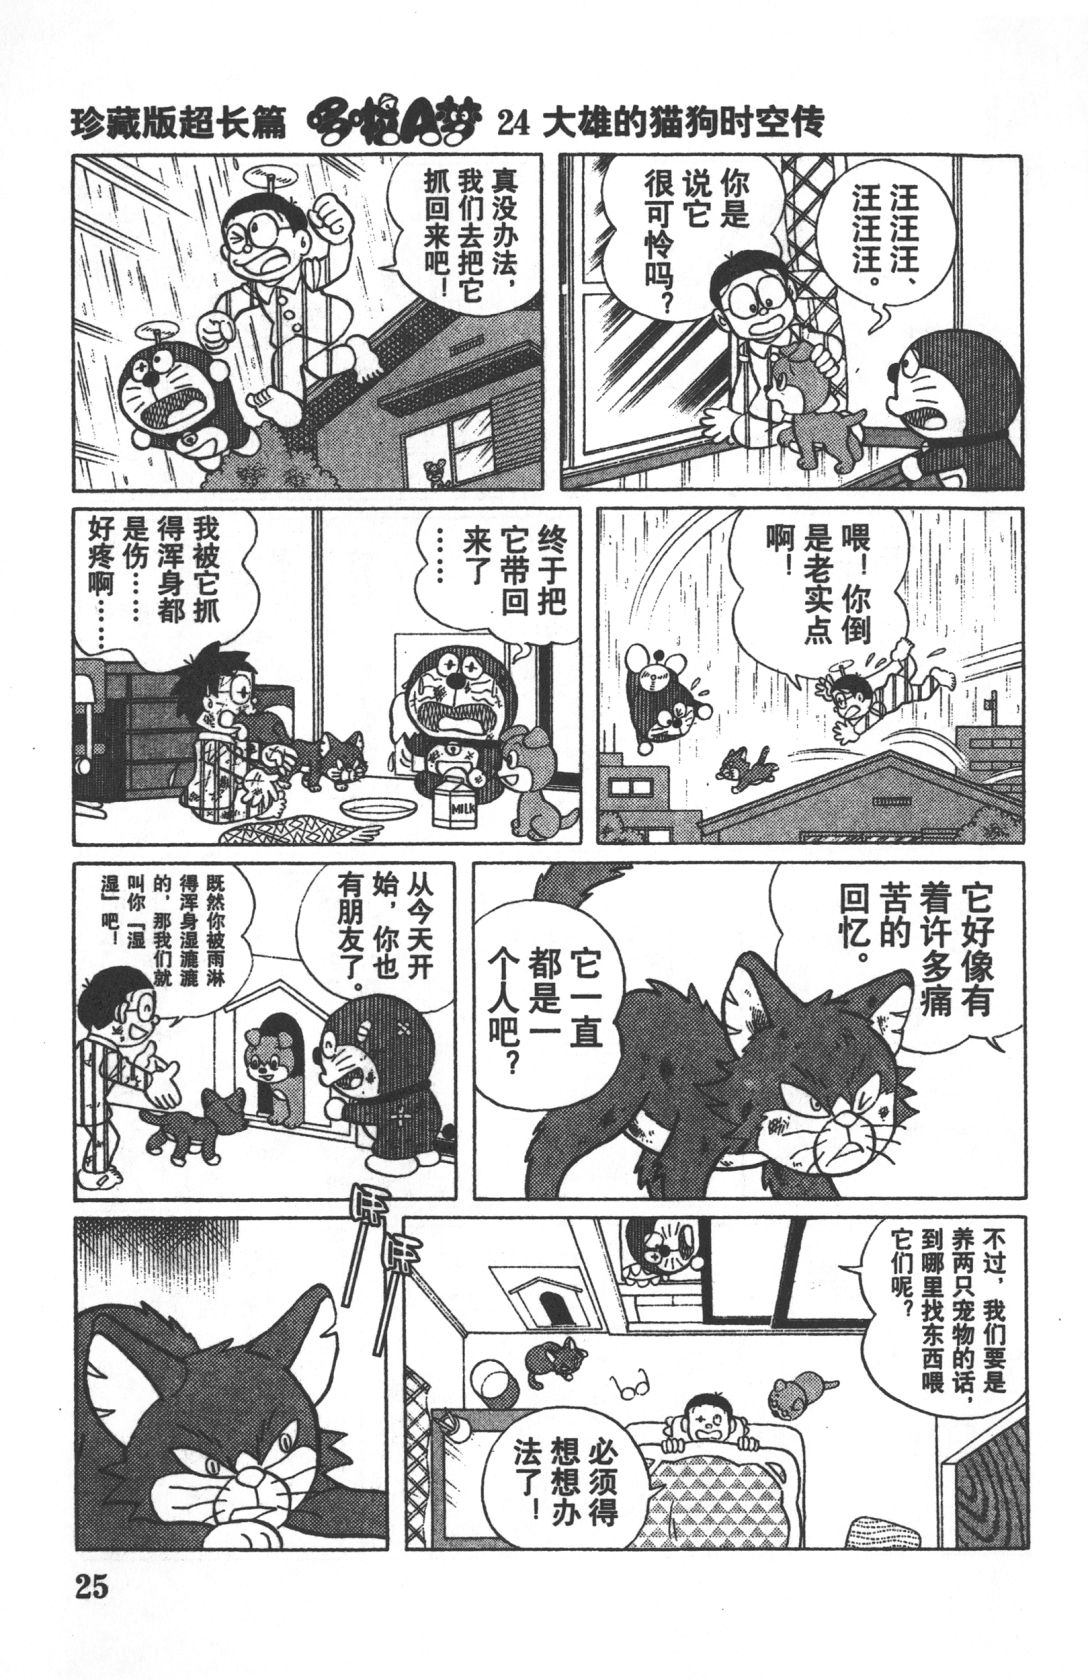 珍藏版超长篇 哆啦A梦 24 大雄的猫狗时空传
汪汪汪、
汪汪汪。
你是
说它
很可怜吗？
真没办法，
我们去把它
抓回来吧！
喂！你倒
是老实点
啊！
终于把
它带回
来了
……
我被它抓
得浑身都
是伤……
好疼啊……
它好像有
着许多痛
苦的
回忆。
它一直
都是一
个人吧？
从今天开
始，你也
有朋友了。
既然你被雨淋
得浑身湿漉漉
的，那我们就
叫你『湿
湿』吧！
MILK
不过，我们要是
养两只宠物的话，
到哪里找东西喂
它们呢？
必须得
想想办
法了！
25